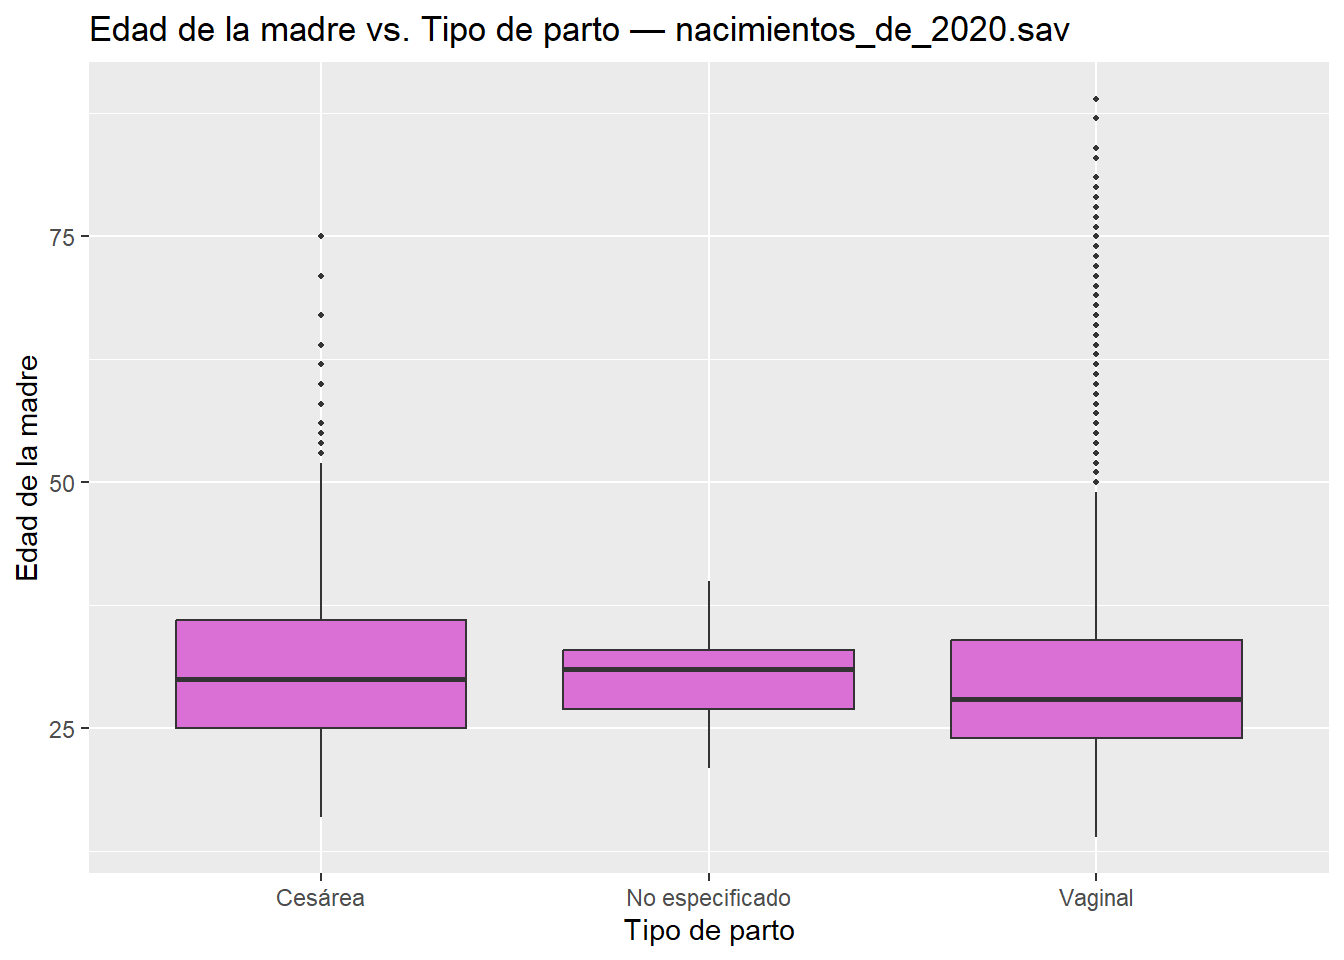 Edad de la madre vs. Tipo de parto — nacimientos_de_2020.sav
Edad de la madre
75
50
25
Cesárea
No especificado
Vaginal
Tipo de parto